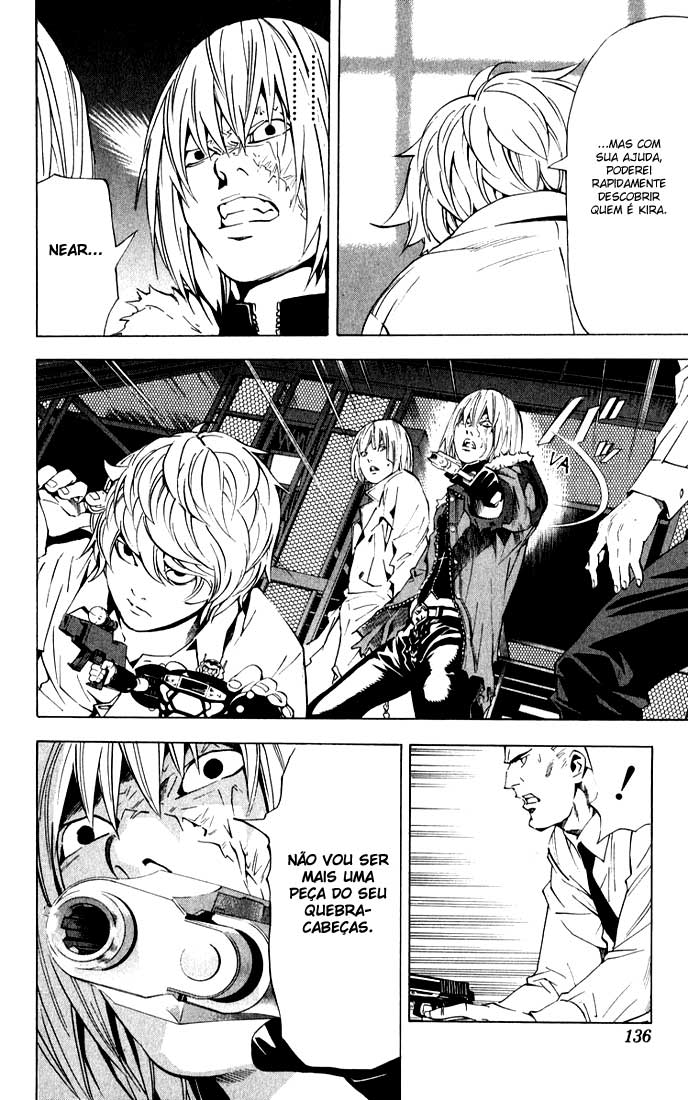 ...MAS COM
SUA AJUDA,
PODEREI
RAPIDAMENTE
DESCOBRIR
QUEM É KIRA.
NEAR...
VA
!
NÃO VOU SER
MAIS UMA
PEÇA DO SEU
QUEBRA-
CABEÇAS.
136